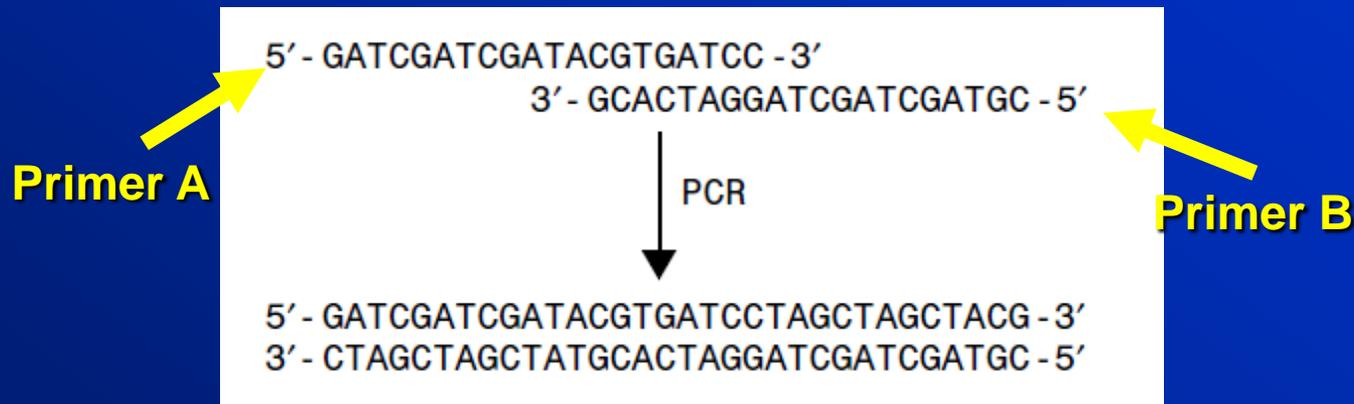 5′- GATCGATCGATACGTGATCC -3′
3′- GCACTAGGATCGATCGATGC -5′
Primer A
PCR
Primer B
5′- GATCGATCGATACGTGATCCTAGCTAGCTACG -3′
3′- CTAGCTAGCTATGCACTAGGATCGATCGATGC -5′